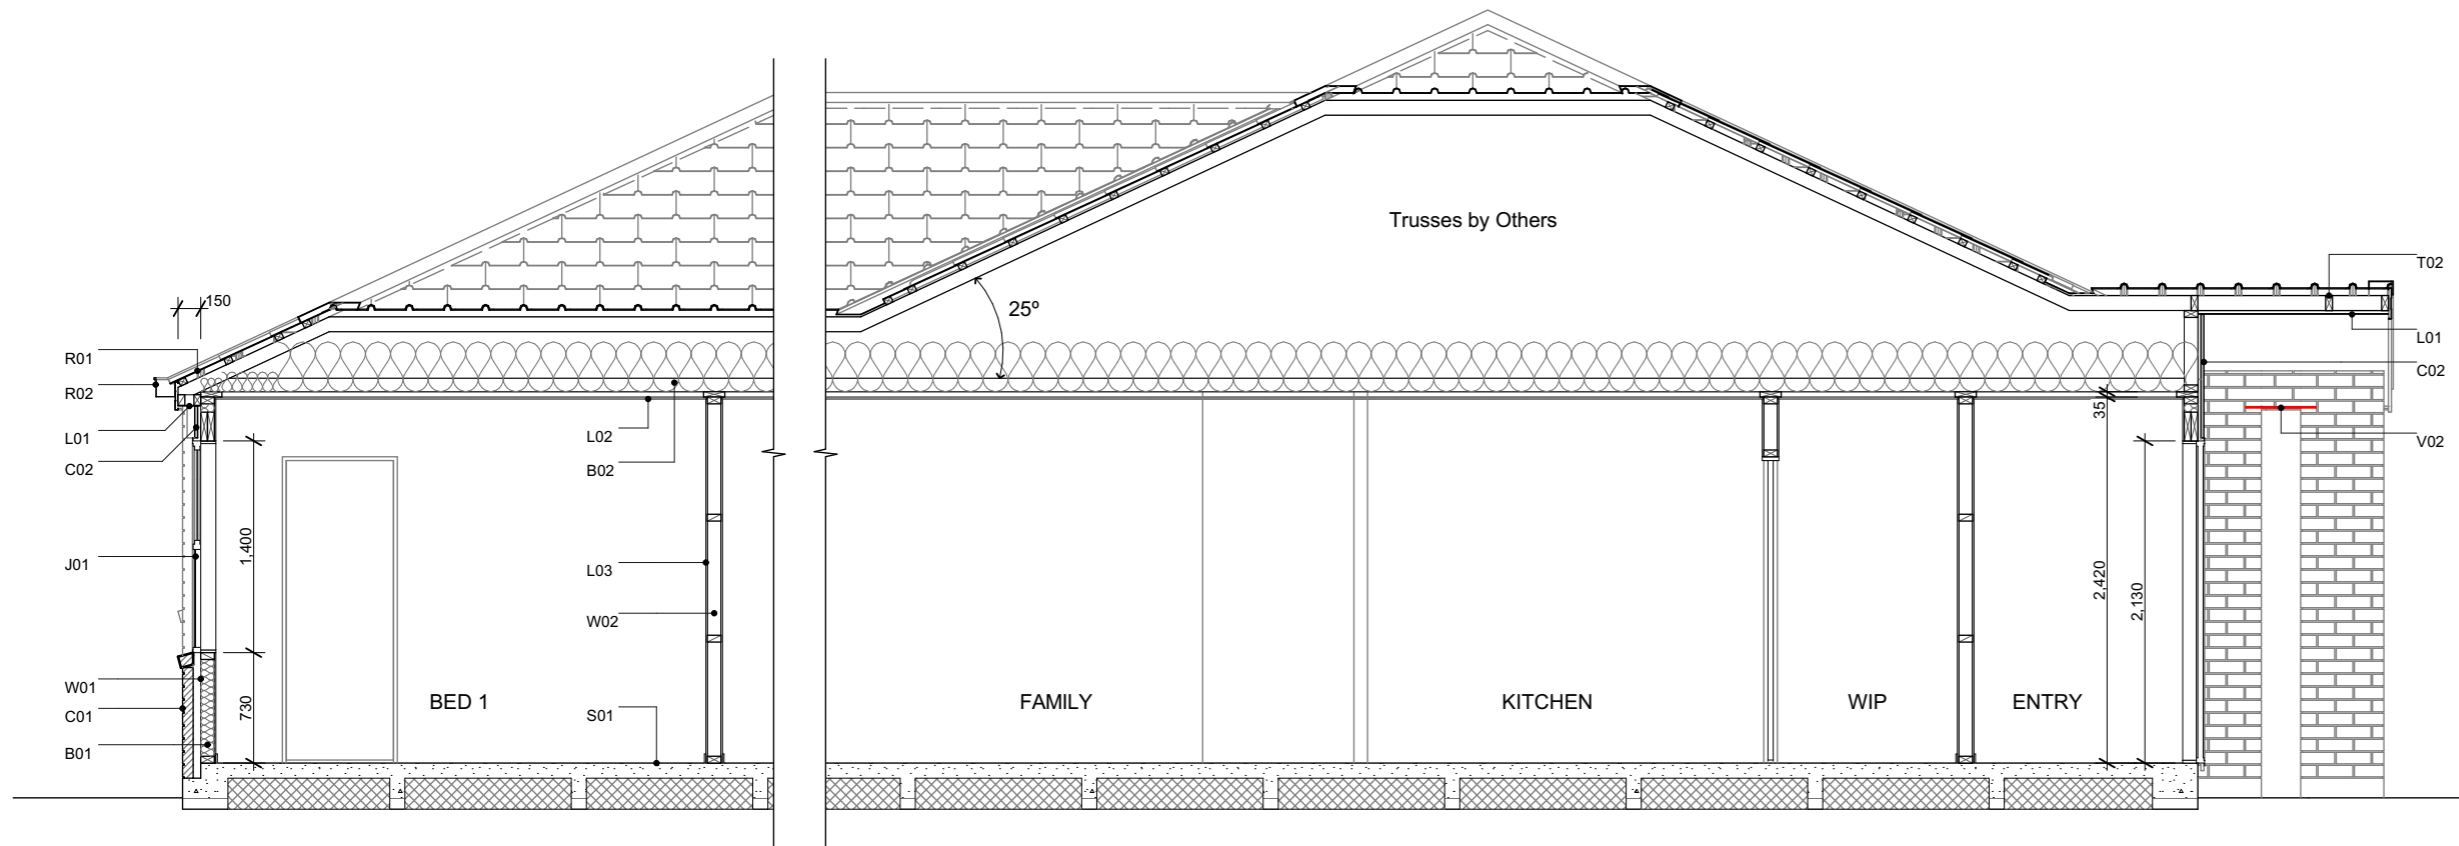 Trusses by Others
T02
150
25º
R01
L01
C02
R02
35
L01
L02
V02
C02
B02
1,400
J01
L03
2,420
2,130
W02
W01
730
BED 1
FAMILY
KITCHEN
WIP
ENTRY
C01
S01
B01